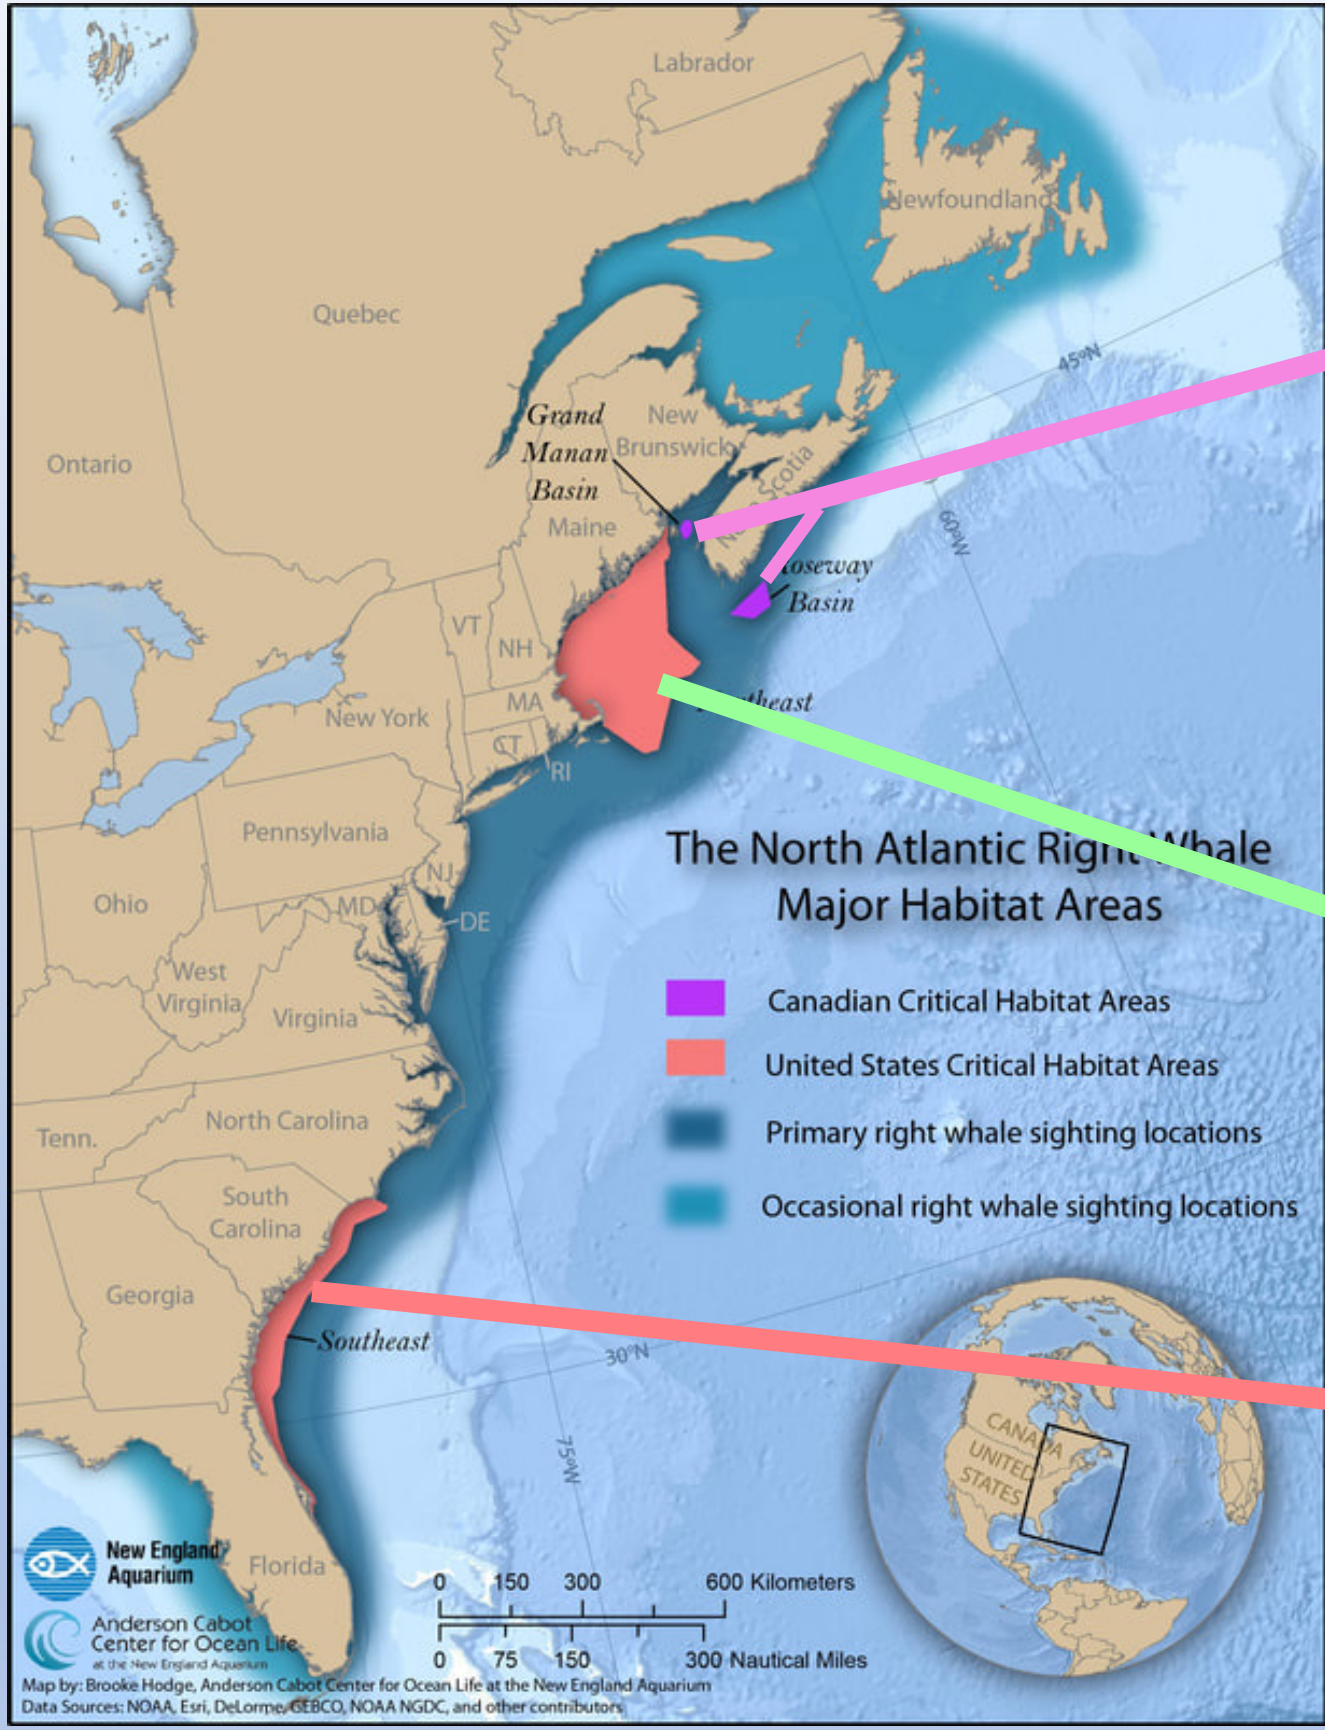 Labrador
Newfoundland
Quebec
45ºN
Grand
Manan
Basin
New
Brunswick
Scotia
Ontario
Maine
60ºW
Basin
VT
NH
MA
New York
CT
RI
The North Atlantic Right Whale
Major Habitat Areas
Pennsylvania
NJ
Ohio
MD
DE
West
Virginia
Virginia
Canadian Critical Habitat Areas
United States Critical Habitat Areas
Primary right whale sighting locations
Occasional right whale sighting locations
North Carolina
Tenn.
South
Carolina
Georgia
Southeast
30ºN
75ºW
CANADA
UNITED
STATES
Florida
New England
Aquarium
Anderson Cabot
Center for Ocean Life
at the New England Aquarium
0 150 300 600 Kilometers
0 75 150 300 Nautical Miles
Map by: Brooke Hodge, Anderson Cabot Center for Ocean Life at the New England Aquarium
Data Sources: NOAA, Esri, DeLorme, GEBCO, NOAA NGDC, and other contributors